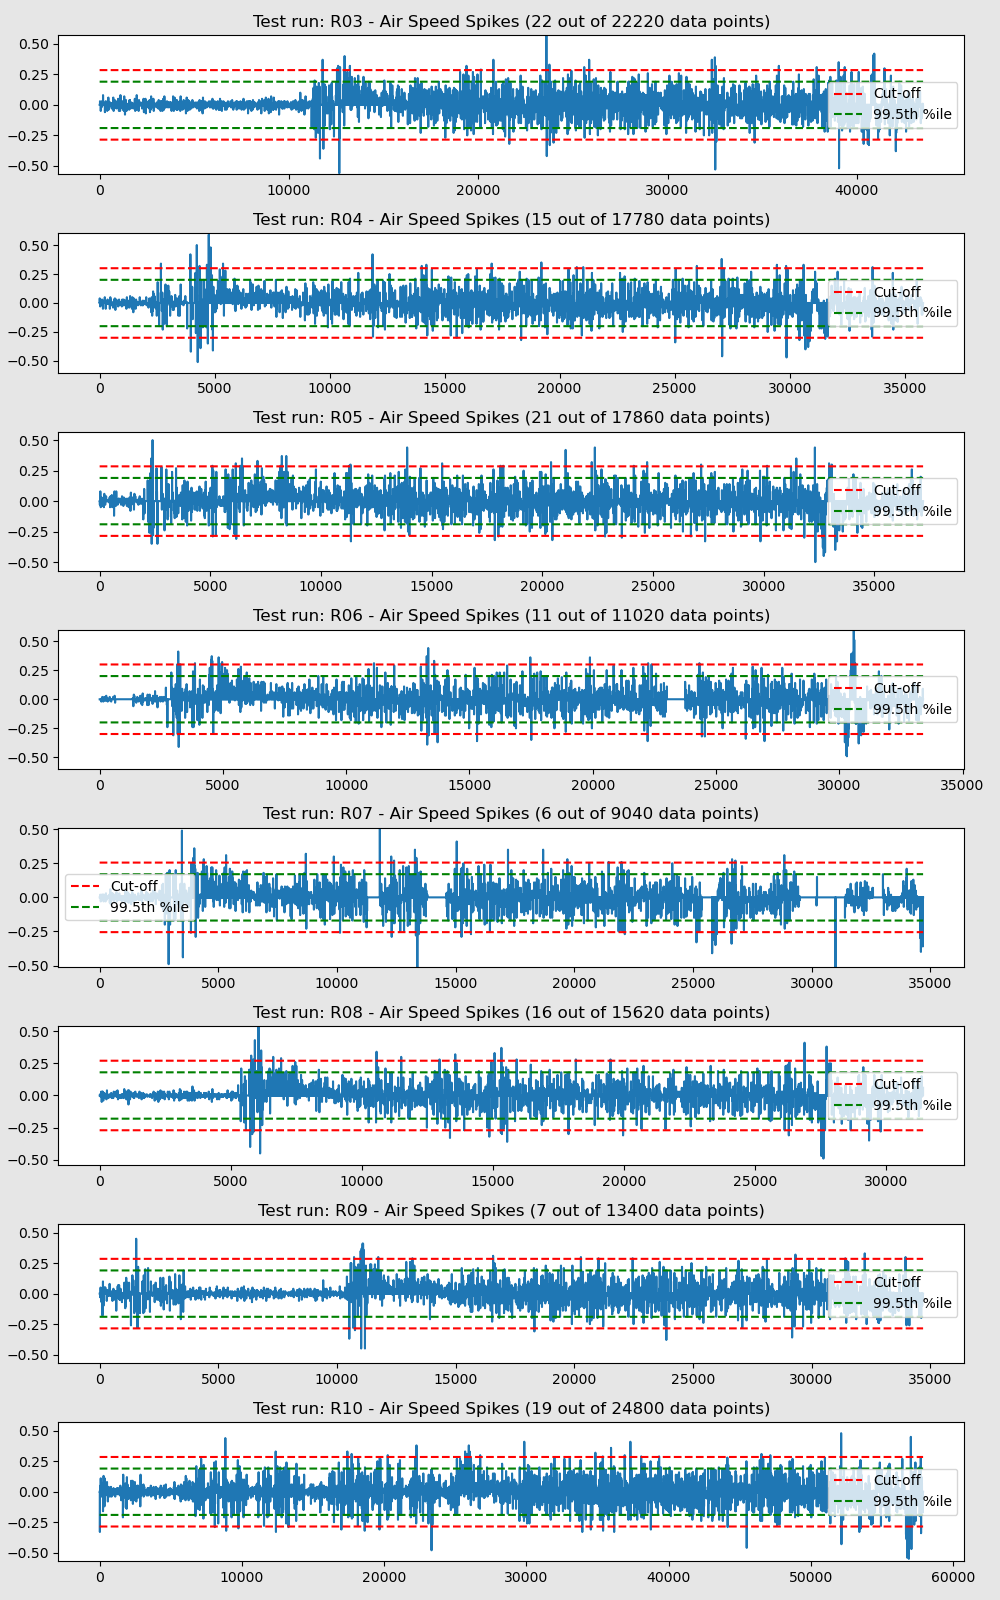 Test run: R03 - Air Speed Spikes (22 out of 22220 data points)
0.50
0.25
0.00
−0.25
−0.50
Cut-off
99.5th %ile
0 10000 20000 30000 40000
Test run: R04 - Air Speed Spikes (15 out of 17780 data points)
0.50
0.25
0.00
−0.25
−0.50
Cut-off
99.5th %ile
0 5000 10000 15000 20000 25000 30000 35000
Test run: R05 - Air Speed Spikes (21 out of 17860 data points)
0.50
0.25
0.00
−0.25
−0.50
Cut-off
99.5th %ile
0 5000 10000 15000 20000 25000 30000 35000
Test run: R06 - Air Speed Spikes (11 out of 11020 data points)
0.50
0.25
0.00
−0.25
−0.50
Cut-off
99.5th %ile
0 5000 10000 15000 20000 25000 30000 35000
Test run: R07 - Air Speed Spikes (6 out of 9040 data points)
0.50
0.25
0.00
−0.25
−0.50
Cut-off
99.5th %ile
0 5000 10000 15000 20000 25000 30000 35000
Test run: R08 - Air Speed Spikes (16 out of 15620 data points)
0.50
0.25
0.00
−0.25
−0.50
Cut-off
99.5th %ile
0 5000 10000 15000 20000 25000 30000
Test run: R09 - Air Speed Spikes (7 out of 13400 data points)
0.50
0.25
0.00
−0.25
−0.50
Cut-off
99.5th %ile
0 5000 10000 15000 20000 25000 30000 35000
Test run: R10 - Air Speed Spikes (19 out of 24800 data points)
0.50
0.25
0.00
−0.25
−0.50
Cut-off
99.5th %ile
0 10000 20000 30000 40000 50000 60000